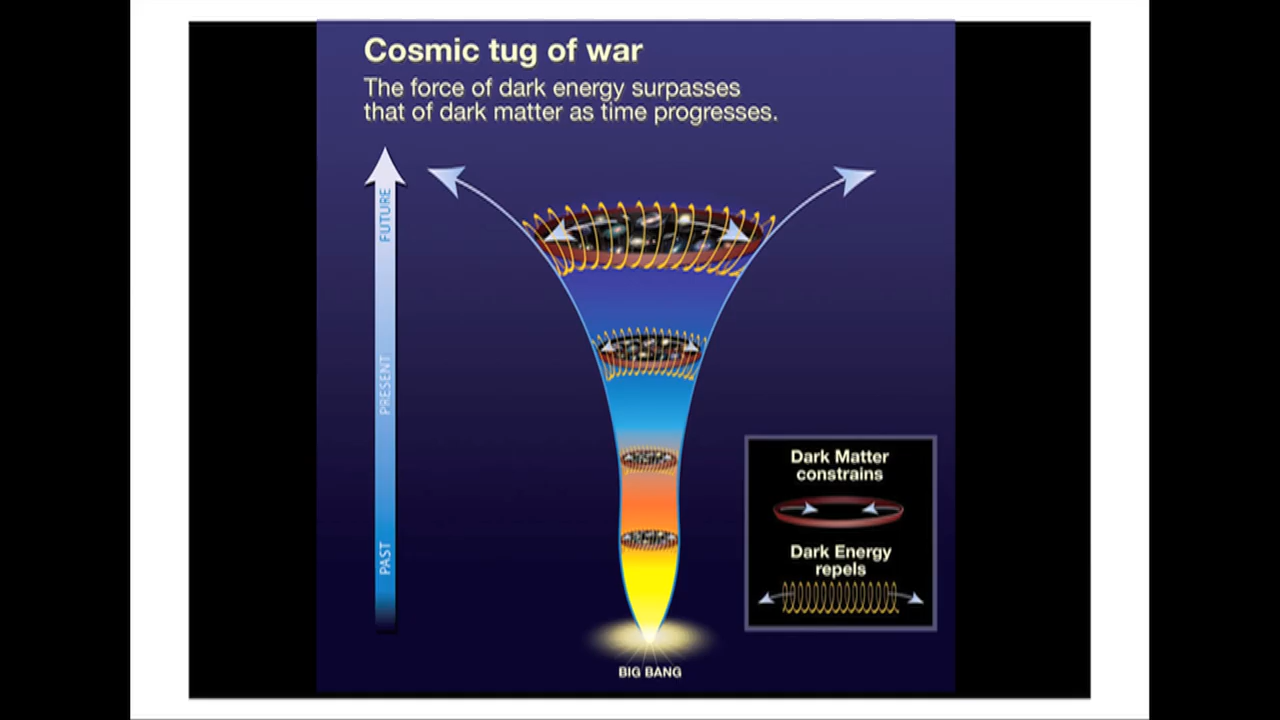 Cosmic tug of war
The force of dark energy surpasses
that of dark matter as time progresses.
FUTURE
PRESENT
PAST
Dark Matter
constrains
Dark Energy
repels
BIG BANG